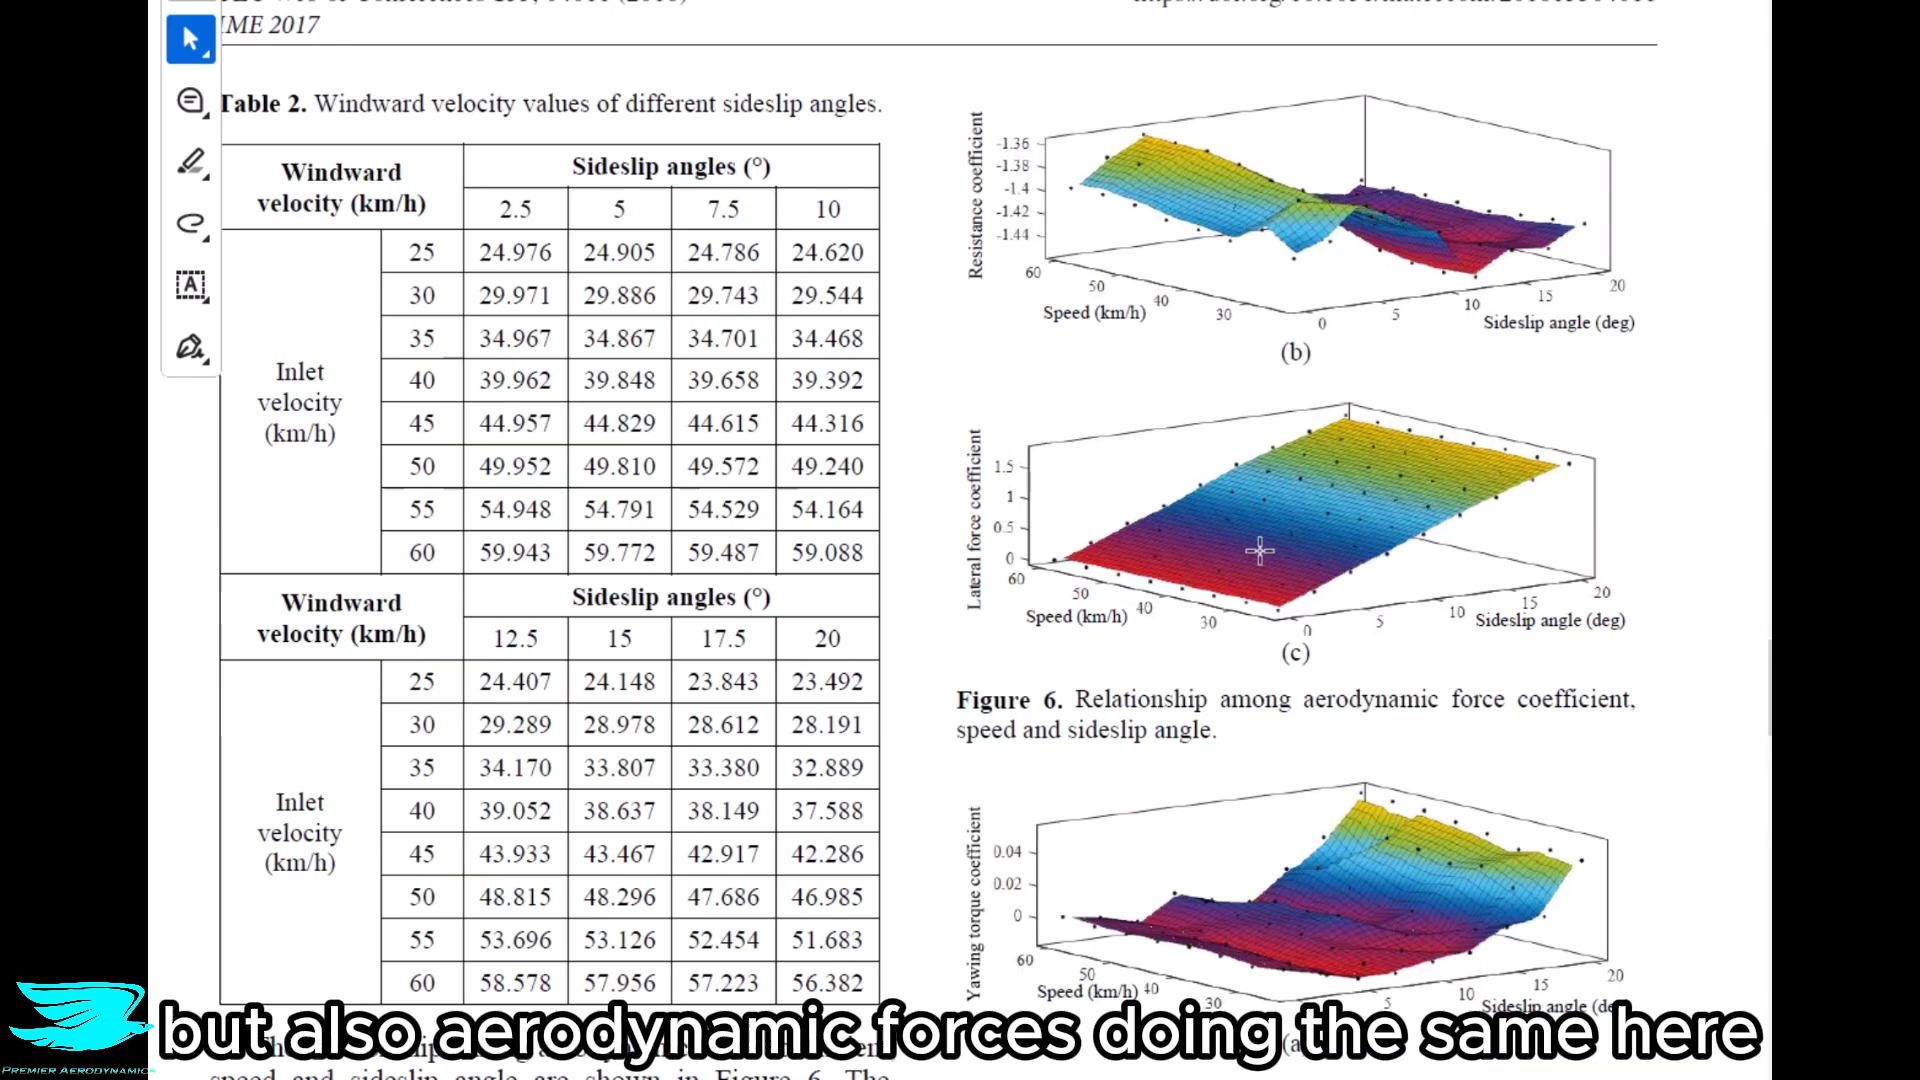 IME 2017
Table 2. Windward velocity values of different sideslip angles.
Windward velocity (km/h) Sideslip angles (°)
2.5 5 7.5 10
Inlet velocity (km/h)
25 24.976 24.905 24.786 24.620
30 29.971 29.886 29.743 29.544
35 34.967 34.867 34.701 34.468
40 39.962 39.848 39.658 39.392
45 44.957 44.829 44.615 44.316
50 49.952 49.810 49.572 49.240
55 54.948 54.791 54.529 54.164
60 59.943 59.772 59.487 59.088
Windward velocity (km/h) Sideslip angles (°)
12.5 15 17.5 20
Inlet velocity (km/h)
25 24.407 24.148 23.843 23.492
30 29.289 28.978 28.612 28.191
35 34.170 33.807 33.380 32.889
40 39.052 38.637 38.149 37.588
45 43.933 43.467 42.917 42.286
50 48.815 48.296 47.686 46.985
55 53.696 53.126 52.454 51.683
60 58.578 57.956 57.223 56.382
Resistance coefficient
-1.36
-1.38
-1.4
-1.42
-1.44
60 50 40 30
Speed (km/h)
0 5 10 15 20
Sideslip angle (deg)
(b)
Lateral force coefficient
1.5
1
0.5
0
60 50 40 30
Speed (km/h)
0 5 10 15 20
Sideslip angle (deg)
(c)
Figure 6. Relationship among aerodynamic force coefficient,
speed and sideslip angle.
Yawing torque coefficient
0.04
0.02
0
60 50 40 30
Speed (km/h)
5 10 15 20
Sideslip angle
but also aerodynamic forces doing the same here
speed and sideslip angle are shown in Figure 6. The
PREMIER AERODYNAMICS